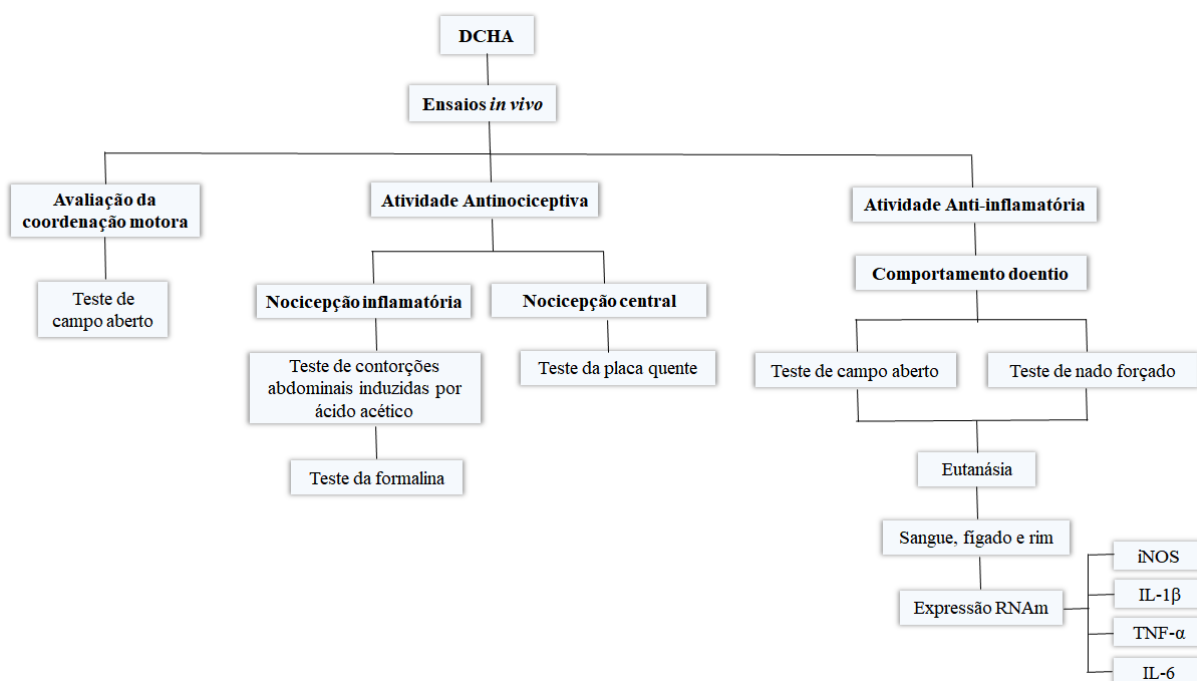 DCHA
Ensaios in vivo
Avaliação da
coordenação motora
Teste de
campo aberto
Atividade Antinociceptiva
Nocicepção inflamatória
Teste de contorções
abdominais induzidas por
ácido acético
Teste da formalina
Nocicepção central
Teste da placa quente
Atividade Anti-inflamatória
Comportamento doentio
Teste de campo aberto
Teste de nado forçado
Eutanásia
Sangue, fígado e rim
Expressão RNAm
iNOS
IL-1β
TNF-α
IL-6